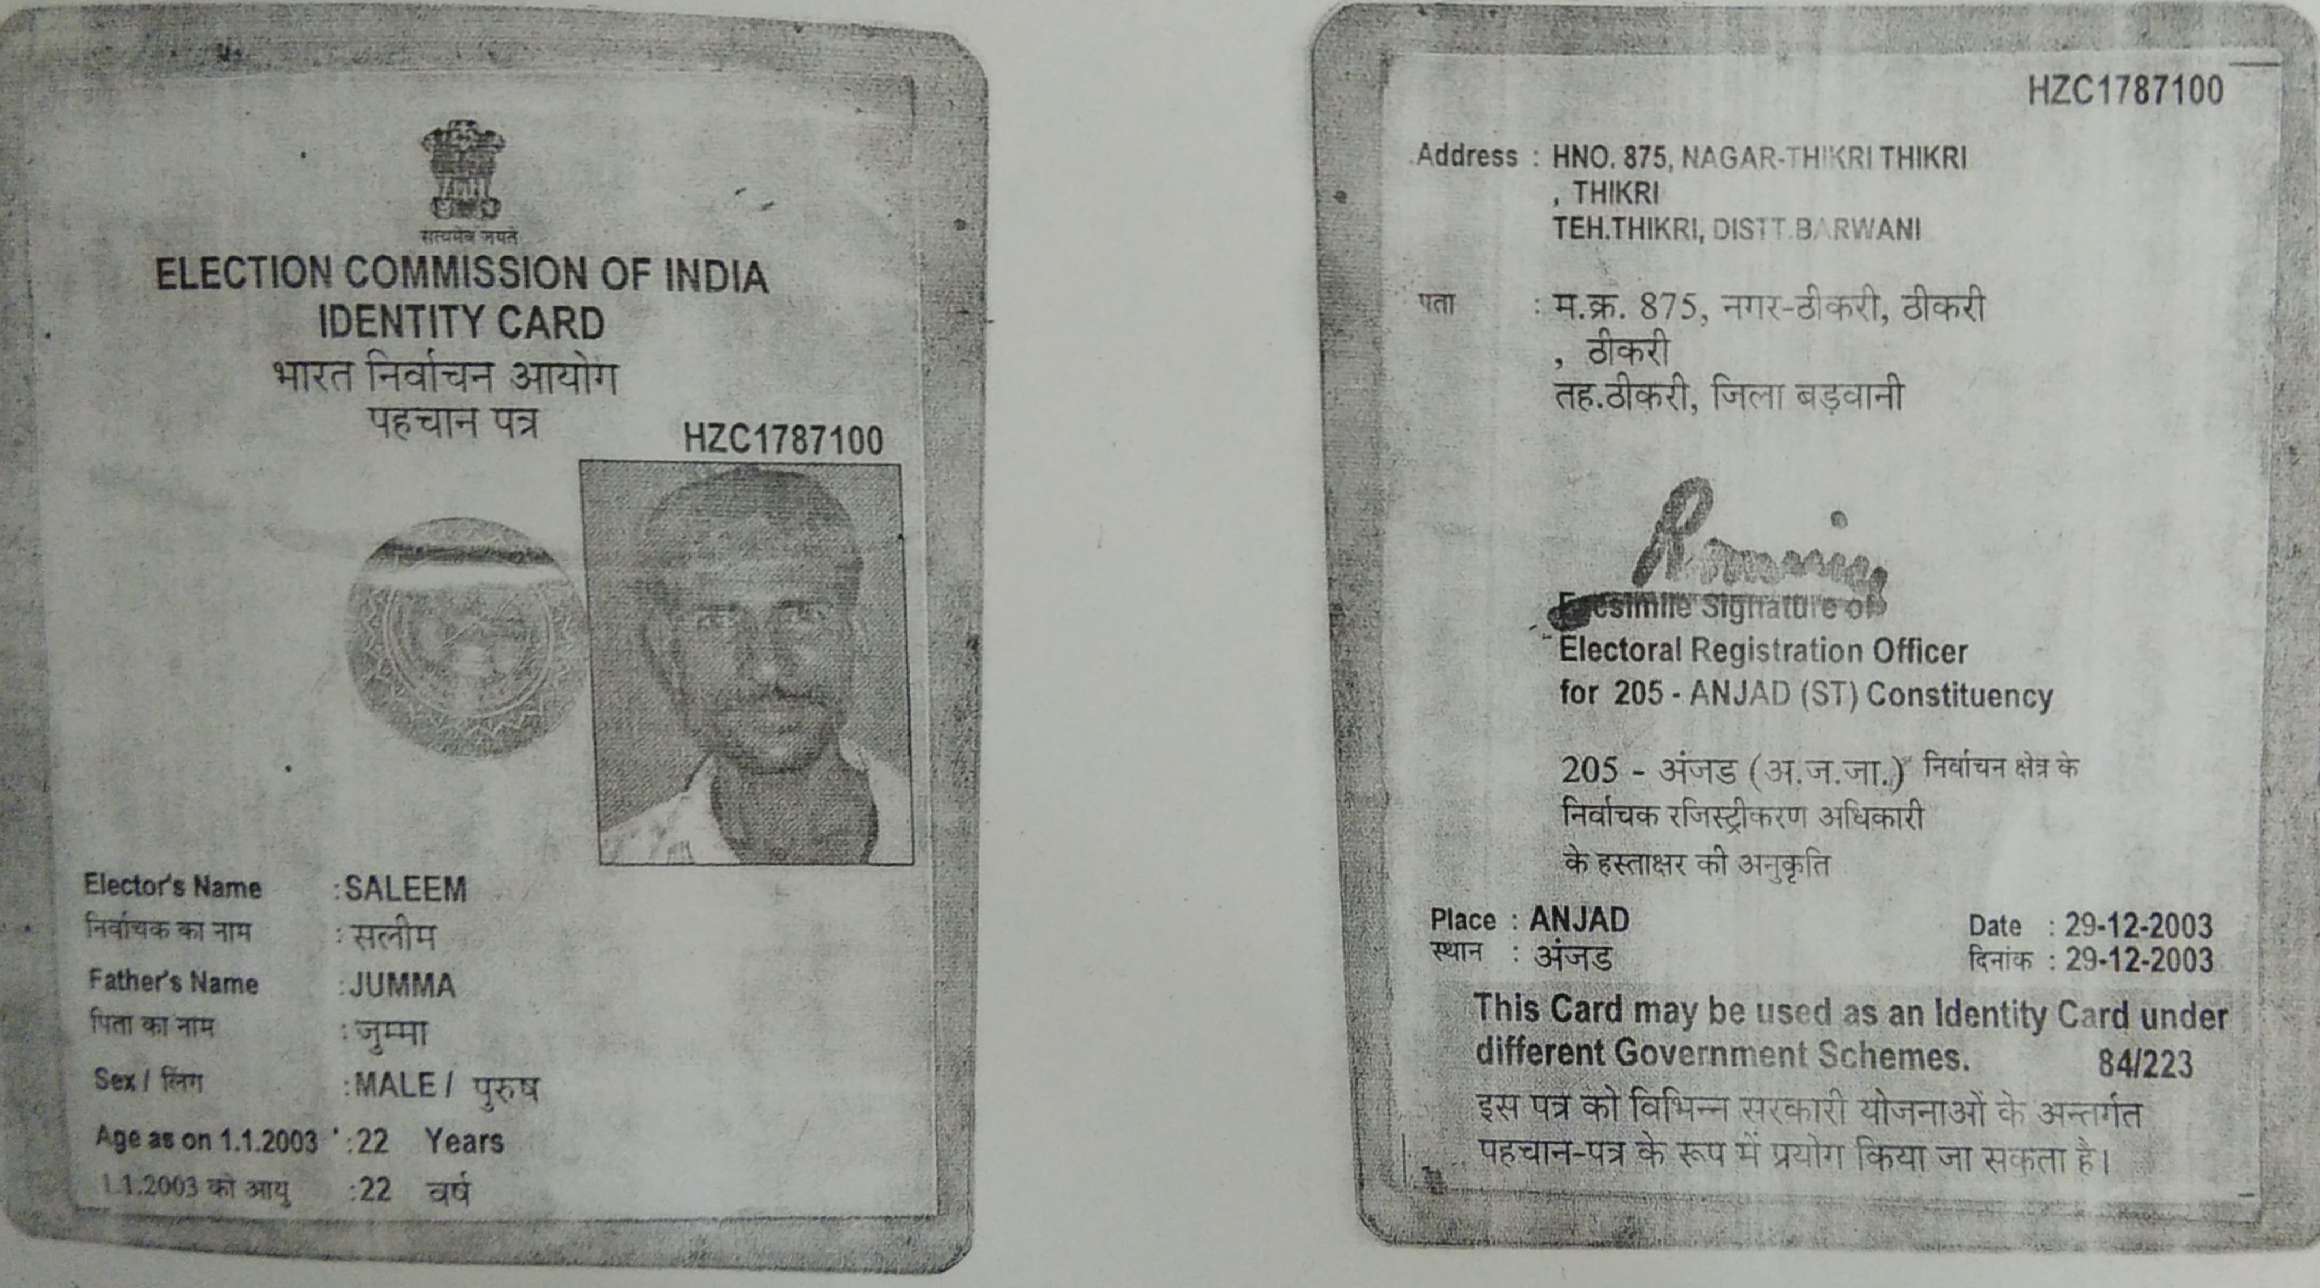 सत्यमेव जयते
ELECTION COMMISSION OF INDIA
IDENTITY CARD
भारत निर्वाचन आयोग
पहचान पत्र
HZC1787100
Elector's Name :SALEEM
निर्वाचक का नाम :सलीम
Father's Name :JUMMA
पिता का नाम :जुम्मा
Sex / लिंग :MALE / पुरुष
Age as on 1.1.2003 :22 Years
1.1.2003 को आयु :22 वर्ष
HZC1787100
Address : HNO. 875, NAGAR-THIKRI THIKRI
, THIKRI
TEH.THIKRI, DISTT.BARWANI
पता : म.क्र. 875, नगर-ठीकरी, ठीकरी
, ठीकरी
तह.ठीकरी, जिला बड़वानी
Facsimile Signature of
Electoral Registration Officer
for 205 - ANJAD (ST) Constituency
205 - अंजड (अ.ज.जा.) निर्वाचन क्षेत्र के
निर्वाचक रजिस्ट्रीकरण अधिकारी
के हस्ताक्षर की अनुकृति
Place : ANJAD Date : 29-12-2003
स्थान : अंजड दिनांक : 29-12-2003
This Card may be used as an Identity Card under
different Government Schemes. 84/223
इस पत्र को विभिन्न सरकारी योजनाओं के अन्तर्गत
पहचान-पत्र के रूप में प्रयोग किया जा सकता है।